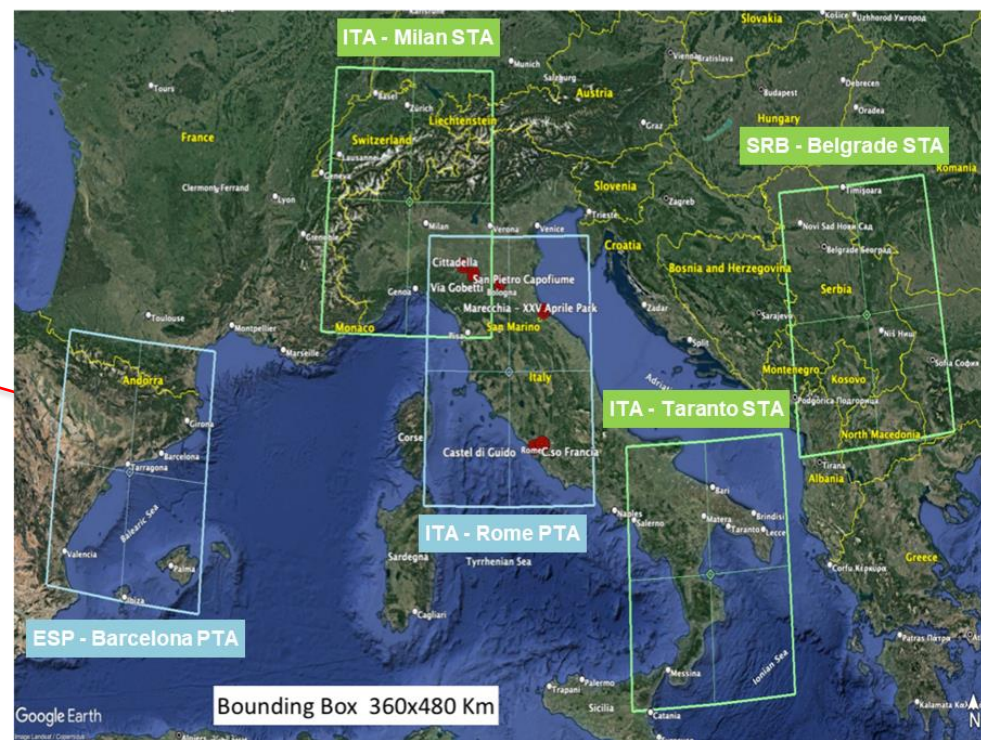 Slovakia
Košice
Uzhhorod Ужгород
ITA - Milan STA
Munich
Salzburg
Vienna
Bratislava
Tours
Basel
Zürich
Austria
Budapest
Debrecen
Oradea
Liechtenstein
Hungary
France
Switzerland
Graz
SRB - Belgrade STA
Lausanne
Geneva
Romania
Clermont-Ferrand
Lyon
Slovenia
Zagreb
Timișoara
Grenoble
Milan
Verona
Venice
Trieste
Novi Sad Нови Сад
Croatia
Belgrade Београд
Cittadella
Bosnia and Herzegovina
San Pietro Capofiume
Genoa
Via Gobetti
Bologna
Serbia
Marecchia - XXV Aprile Park
Zadar
Sarajevo
Toulouse
Montpellier
Monaco
Pisa
San Marino
Niš Ниш
Marseille
Split
Sofia София
Andorra
Italy
Montenegro
Kosovo
Podgorica Подгорица
ITA - Taranto STA
Girona
Corse
North Macedonia
Barcelona
Castel di Guido
Rome
C.so Francia
Tarragona
Tirana
Albania
Bari
Balearic Sea
Naples
Salerno
Matera
Brindisi
Taranto
Lecce
ITA - Rome PTA
Valencia
Sardegna
Tyrrhenian Sea
Greece
Palma
Corfu Κέρκυρα
Ibiza
Cagliari
ESP - Barcelona PTA
Patras Πάτρα
Messina
Ionian Sea
Palermo
Trapani
Bounding Box 360x480 Km
Sicilia
Catania
Google Earth
N